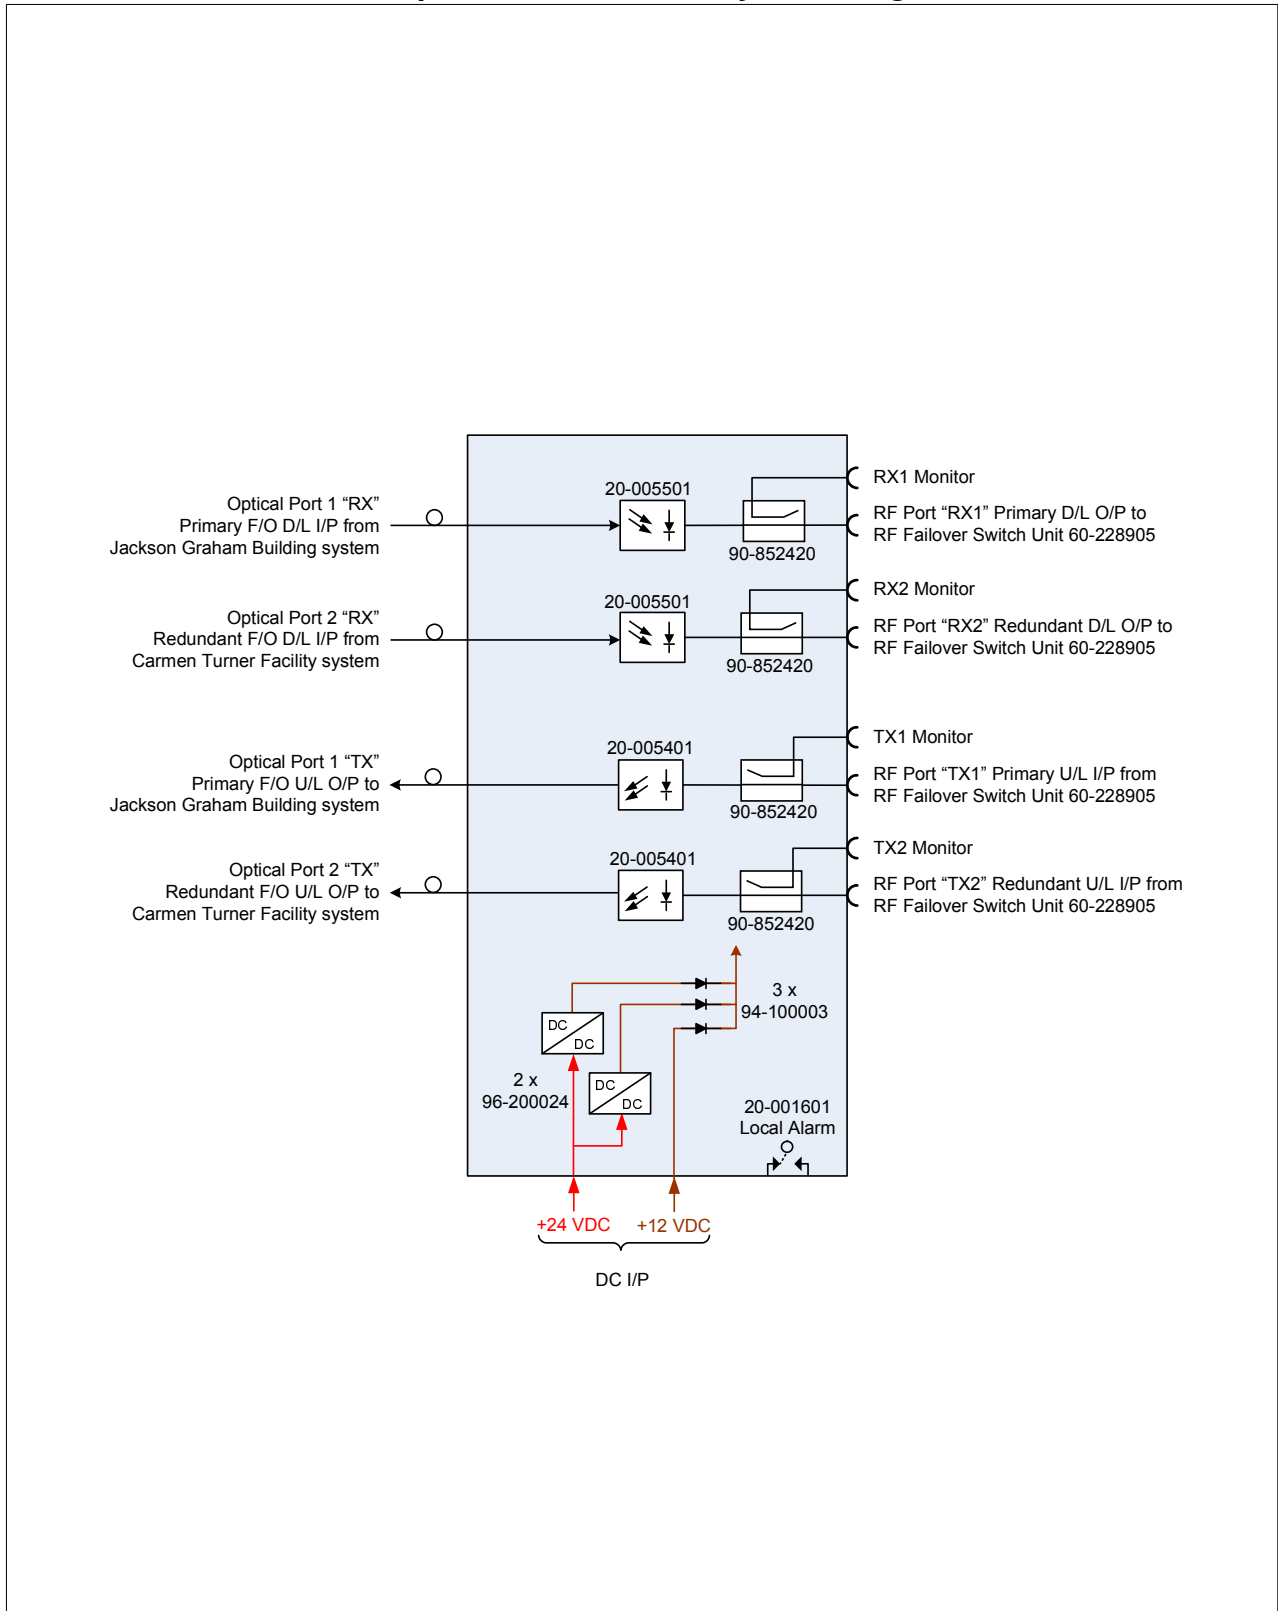 Optical Port 1 “RX”
Primary F/O D/L I/P from
Jackson Graham Building system
20-005501
90-852420
RX1 Monitor
RF Port “RX1” Primary D/L O/P to
RF Failover Switch Unit 60-228905
Optical Port 2 “RX”
Redundant F/O D/L I/P from
Carmen Turner Facility system
20-005501
90-852420
RX2 Monitor
RF Port “RX2” Redundant D/L O/P to
RF Failover Switch Unit 60-228905
Optical Port 1 “TX”
Primary F/O U/L O/P to
Jackson Graham Building system
20-005401
90-852420
TX1 Monitor
RF Port “TX1” Primary U/L I/P from
RF Failover Switch Unit 60-228905
Optical Port 2 “TX”
Redundant F/O U/L O/P to
Carmen Turner Facility system
20-005401
90-852420
TX2 Monitor
RF Port “TX2” Redundant U/L I/P from
RF Failover Switch Unit 60-228905
3 x
94-100003
DC
DC
2 x
96-200024
DC
DC
20-001601
Local Alarm
+24 VDC
+12 VDC
DC I/P